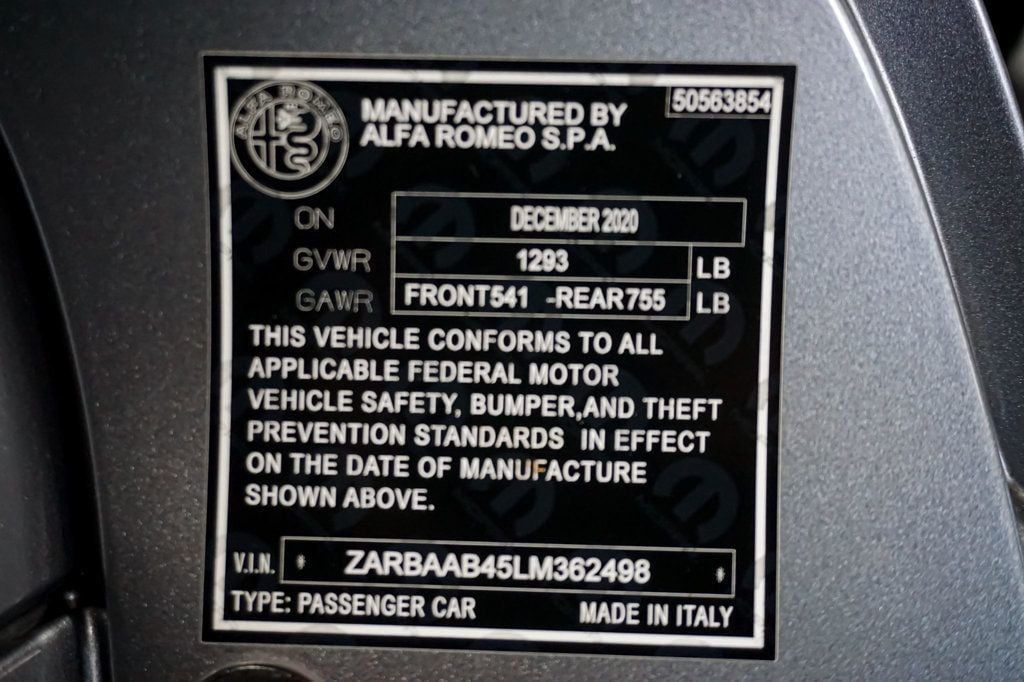 ALFA ROMEO
MANUFACTURED BY
ALFA ROMEO S.P.A.
50563854
ON DECEMBER 2020
GVWR 1293 LB
GAWR FRONT541 -REAR755 LB
THIS VEHICLE CONFORMS TO ALL
APPLICABLE FEDERAL MOTOR
VEHICLE SAFETY, BUMPER,AND THEFT
PREVENTION STANDARDS IN EFFECT
ON THE DATE OF MANUFACTURE
SHOWN ABOVE.
V.I.N. * ZARBAAB45LM362498 *
TYPE: PASSENGER CAR MADE IN ITALY